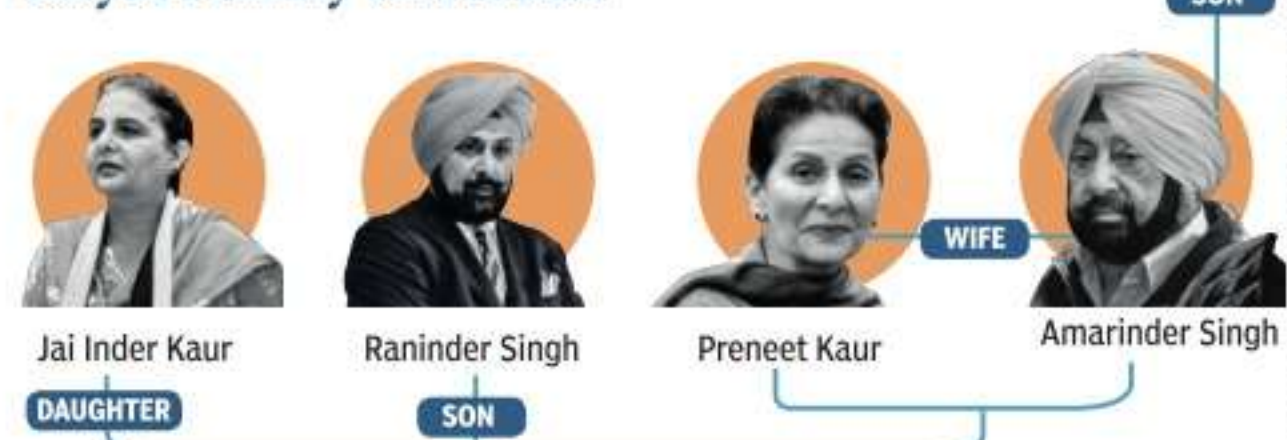 SON
WIFE
Jai Inder Kaur Raninder Singh Preneet Kaur Amarinder Singh
DAUGHTER SON